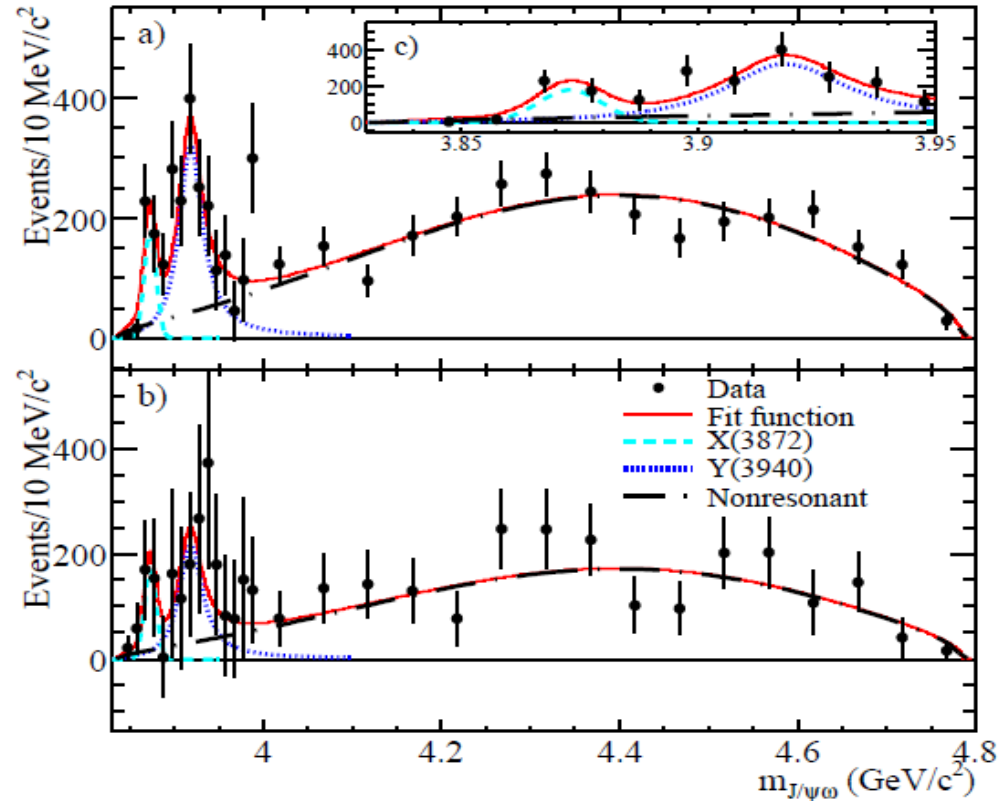 a)
c)
Events/10 MeV/c²
400
200
0
400
200
0
3.85
3.9
3.95
b)
Events/10 MeV/c²
400
200
0
Data
Fit function
X(3872)
Y(3940)
Nonresonant
4
4.2
4.4
4.6
4.8
m_J/ψω (GeV/c²)